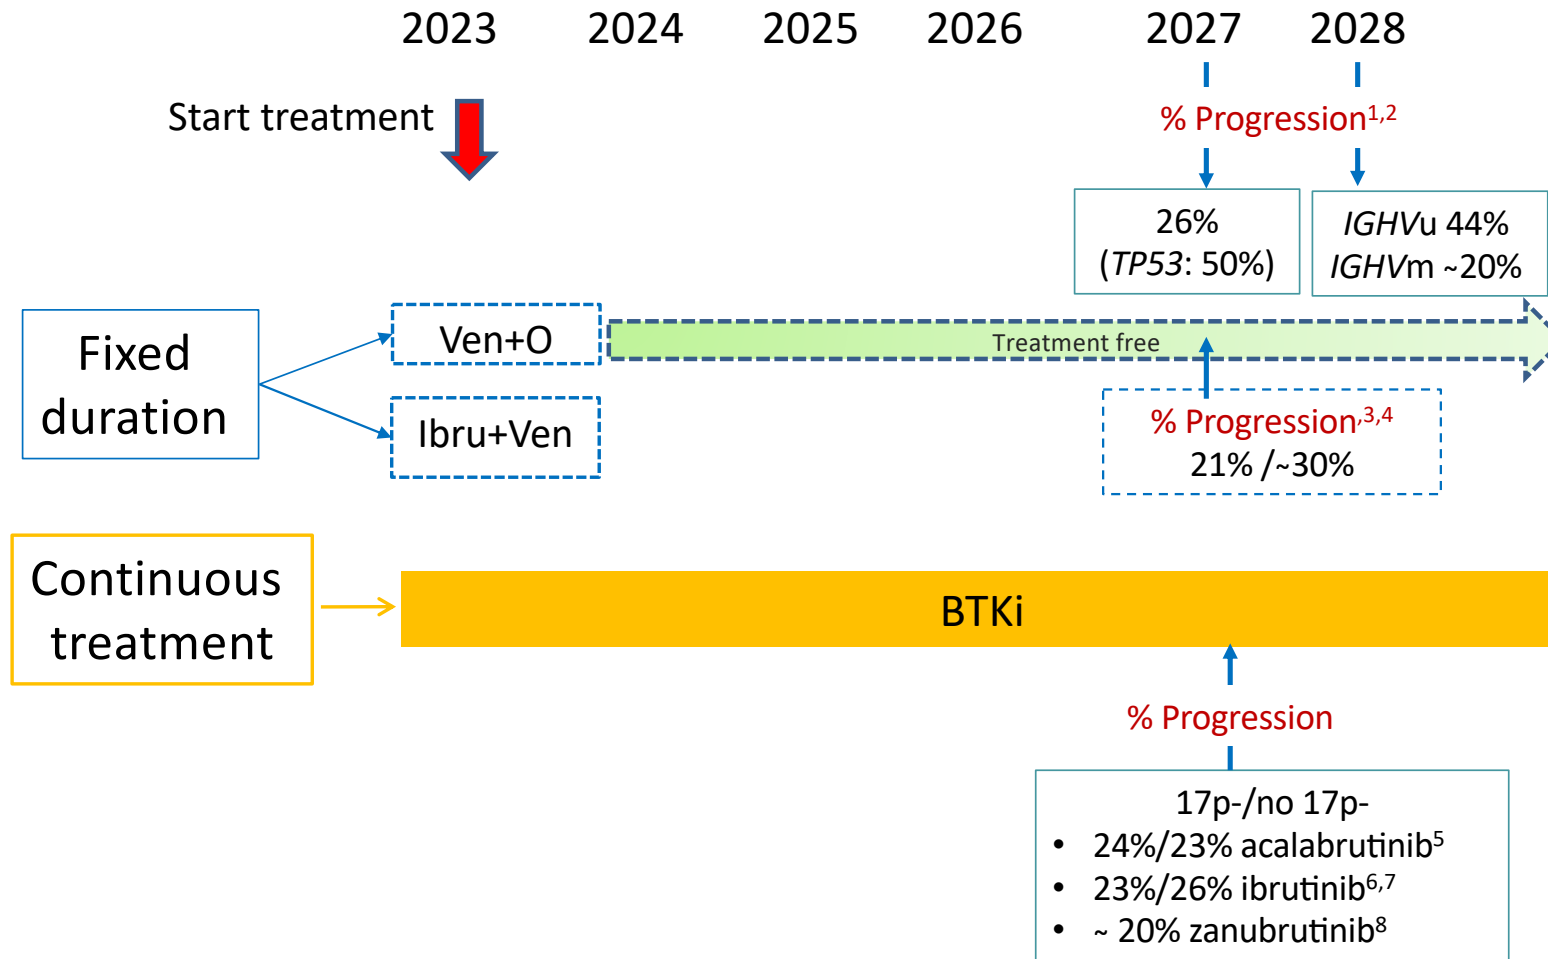 2023 2024 2025 2026 2027 2028
Start treatment
% Progression1,2
26%
(TP53: 50%)
IGHVu 44%
IGHVm ~20%
Fixed
duration
Ven+O
Treatment free
Ibru+Ven
% Progression,3,4
21% /~30%
Continuous
treatment
BTKi
% Progression
17p-/no 17p-
• 24%/23% acalabrutinib5
• 23%/26% ibrutinib6,7
• ~ 20% zanubrutinib8